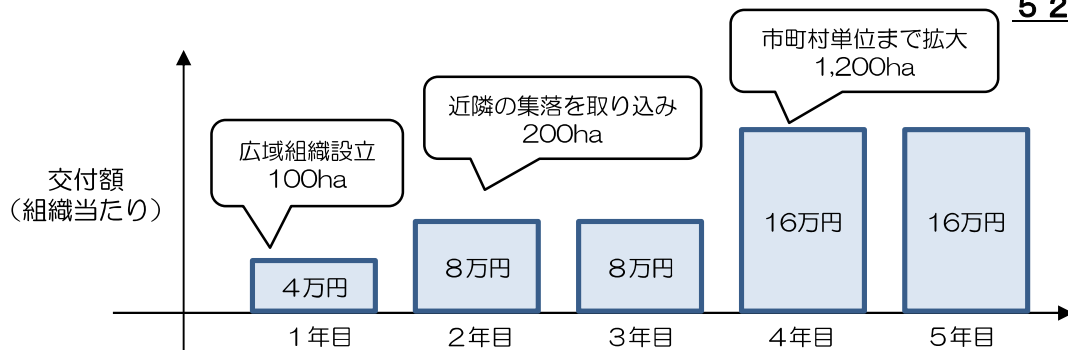 52
市町村単位まで拡大
1,200ha
近隣の集落を取り込み
200ha
広域組織設立
100ha
交付額
(組織当たり)
4万円
8万円
8万円
16万円
16万円
1年目
2年目
3年目
4年目
5年目